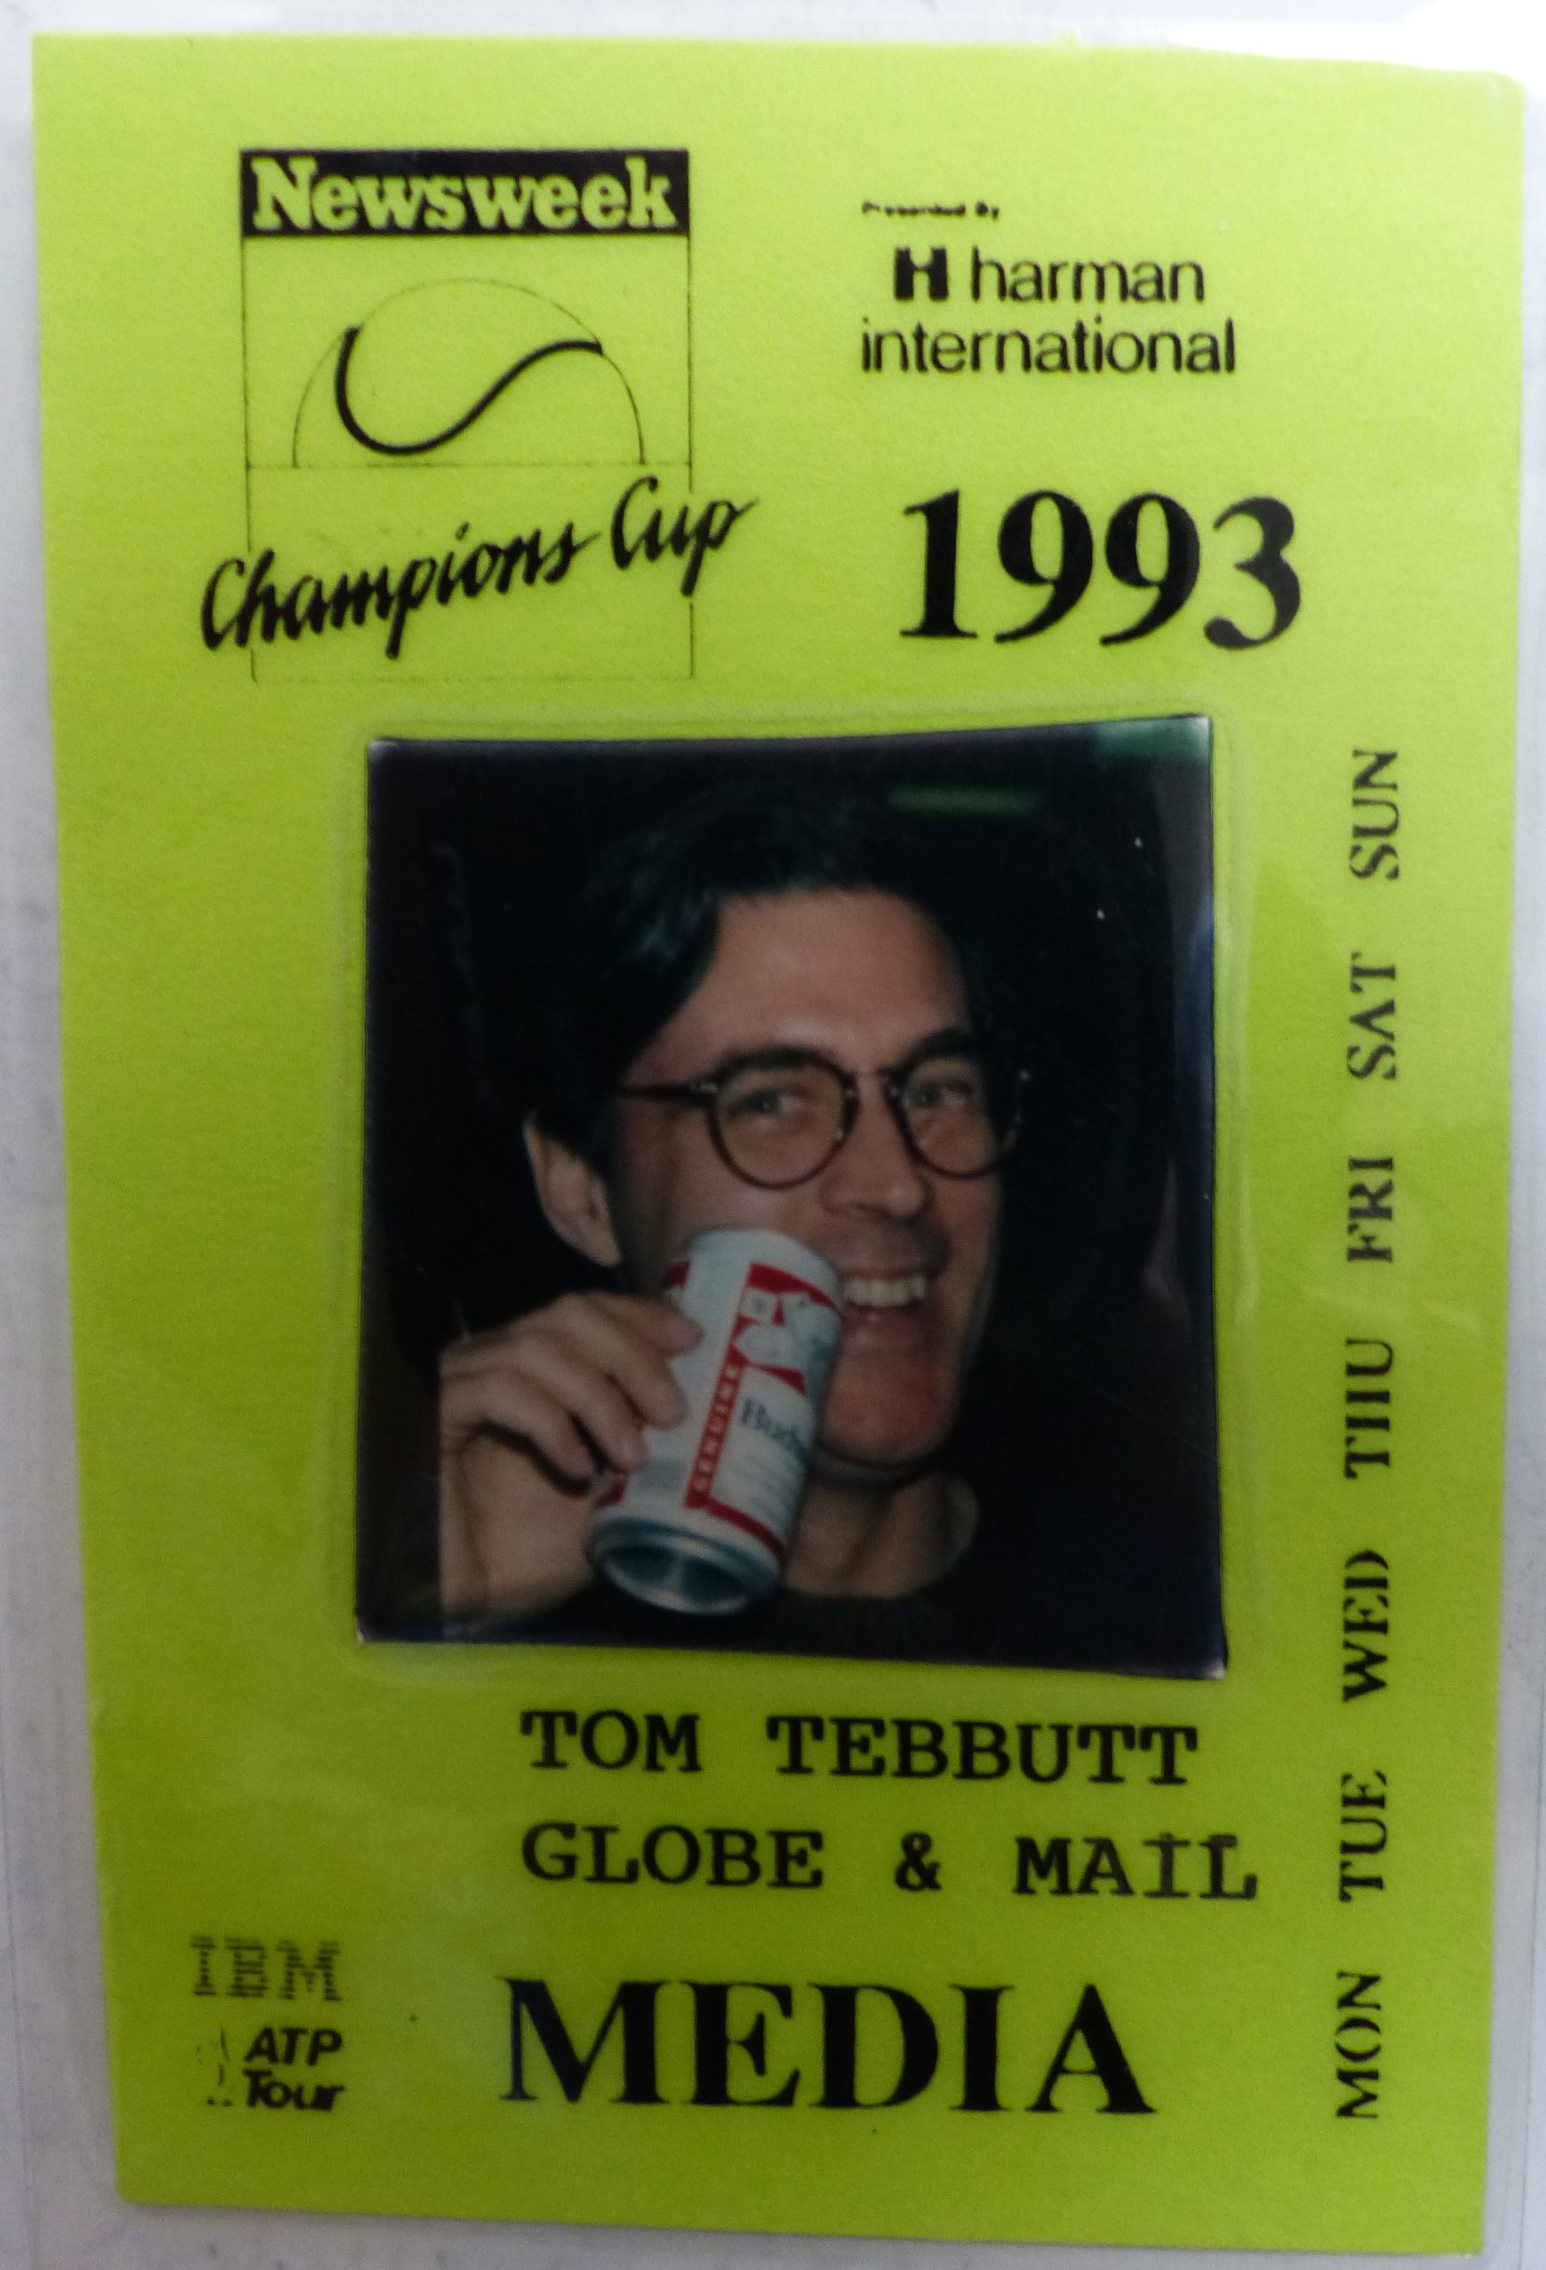 Newsweek
Champions Cup
Presented By
H harman
international
1993
GENUINE
TOM TEBBUTT
GLOBE & MAIL
IBM
ATP
Tour
MEDIA
MON TUE WED THU FRI SAT SUN